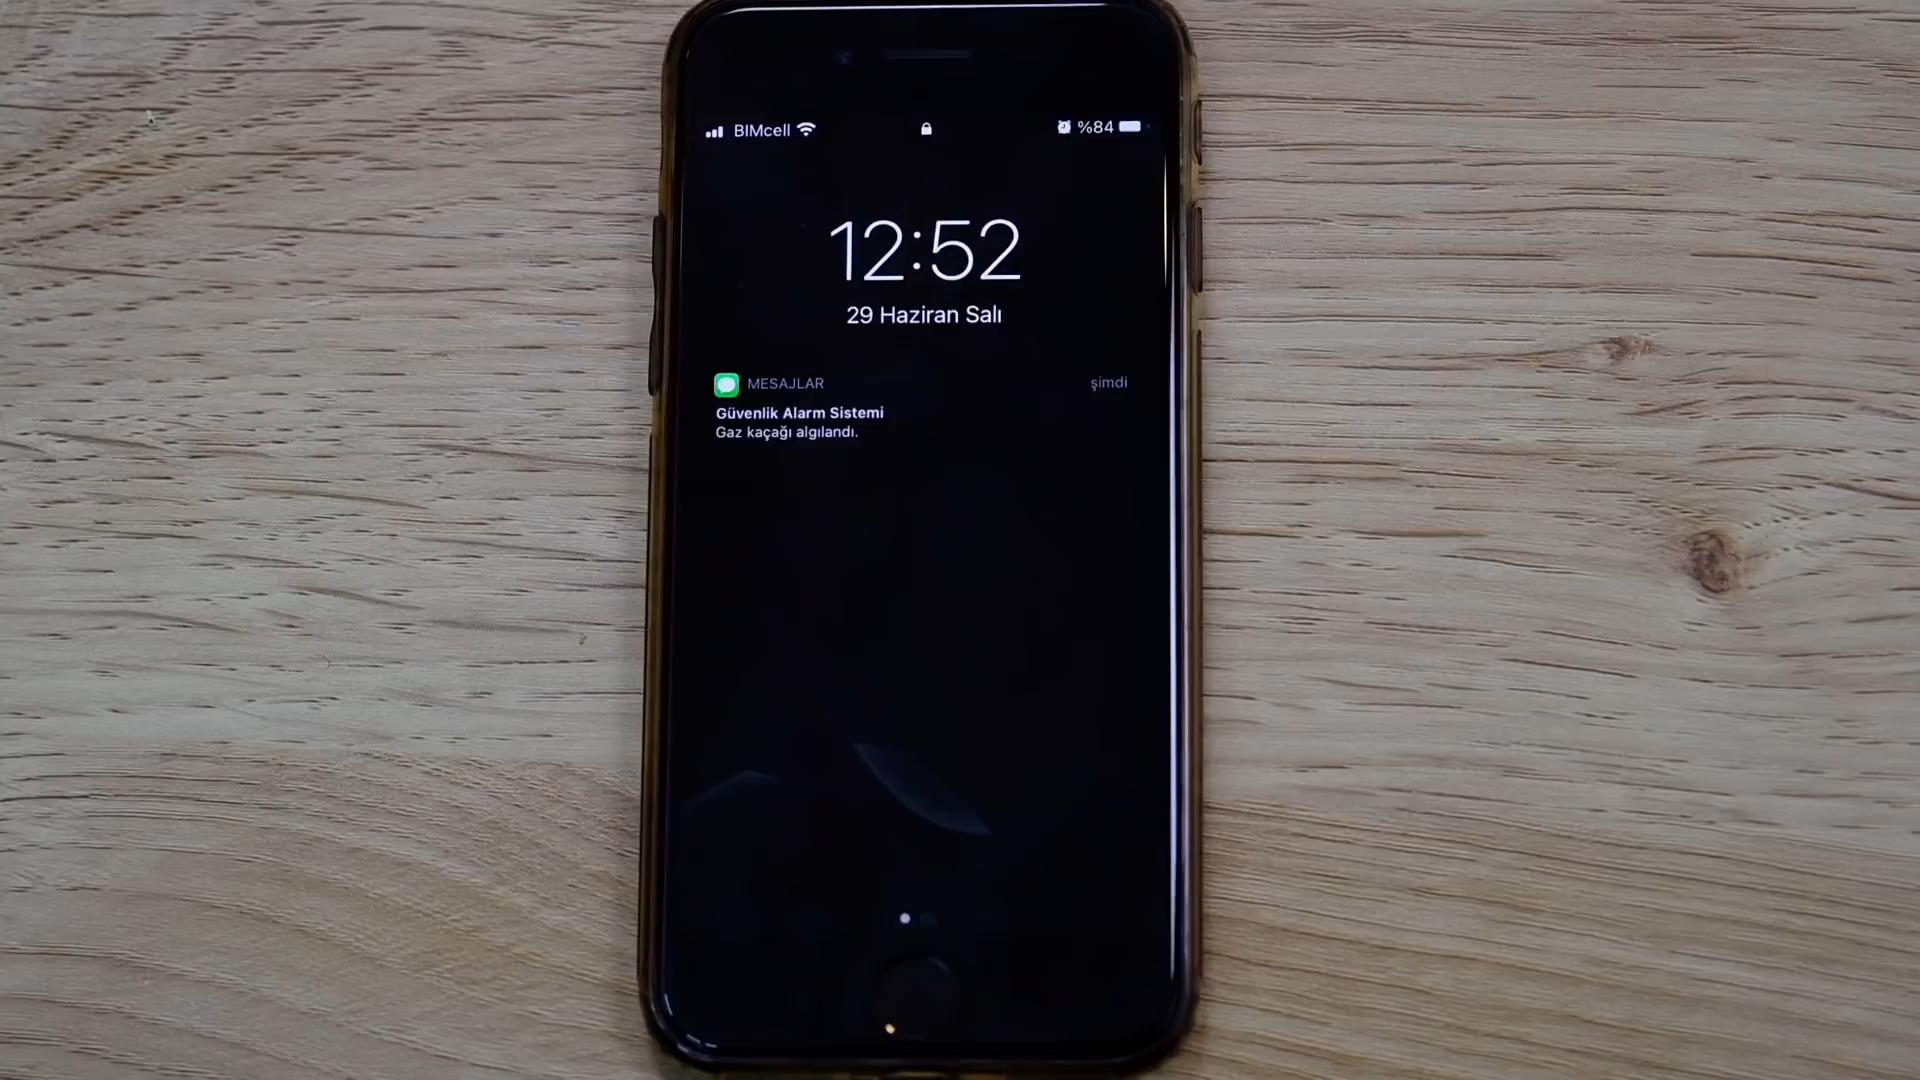 BIMcell %84
12:52
29 Haziran Salı
MESAJLAR şimdi
Güvenlik Alarm Sistemi
Gaz kaçağı algılandı.